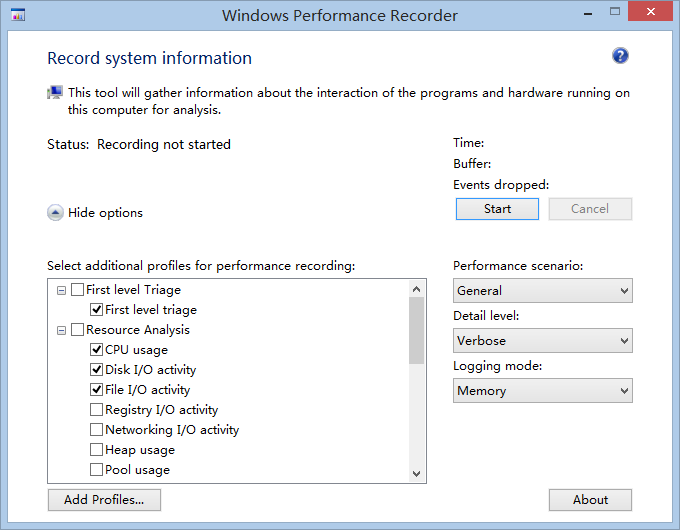 Windows Performance Recorder
Record system information
This tool will gather information about the interaction of the programs and hardware running on
this computer for analysis.
Status: Recording not started
Time:
Buffer:
Events dropped:
Hide options
Start
Cancel
Select additional profiles for performance recording:
First level Triage
First level triage
Resource Analysis
CPU usage
Disk I/O activity
File I/O activity
Registry I/O activity
Networking I/O activity
Heap usage
Pool usage
Performance scenario:
General
Detail level:
Verbose
Logging mode:
Memory
Add Profiles...
About